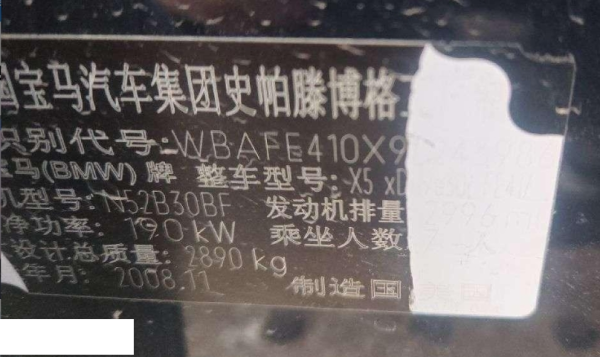 国宝马汽车集团史帕滕博格
识别代号:WBAFE410X9
宝马(BMW) 牌 整车型号: X5 xD
机型号: N52B30BF 发动机排量
净功率: 190 kW 乘坐人数
设计总质量: 2890 kg
年月: 2008.11 制造国